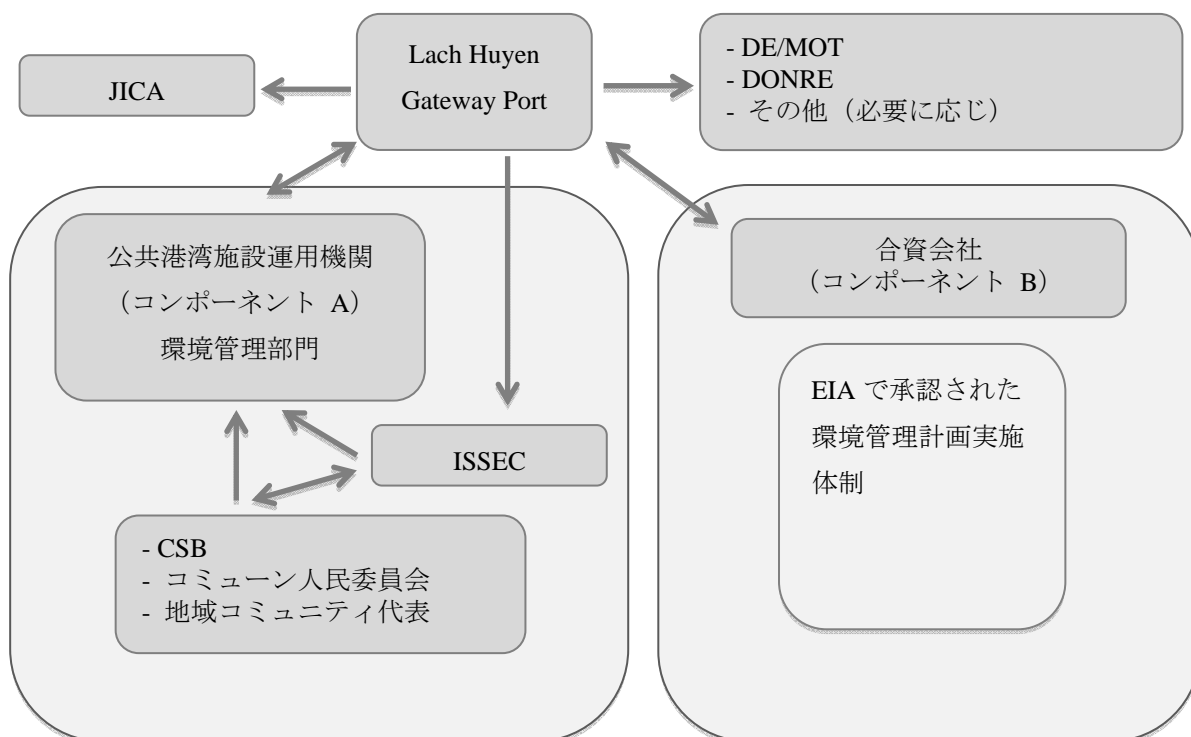 JICA
Lach Huyen
Gateway Port
- DE/MOT
- DONRE
- その他（必要に応じ）
公共港湾施設運用機関
（コンポーネント A）
環境管理部門
ISSEC
- CSB
- コミューン人民委員会
- 地域コミュニティ代表
合資会社
（コンポーネント B）
EIA で承認された
環境管理計画実施
体制